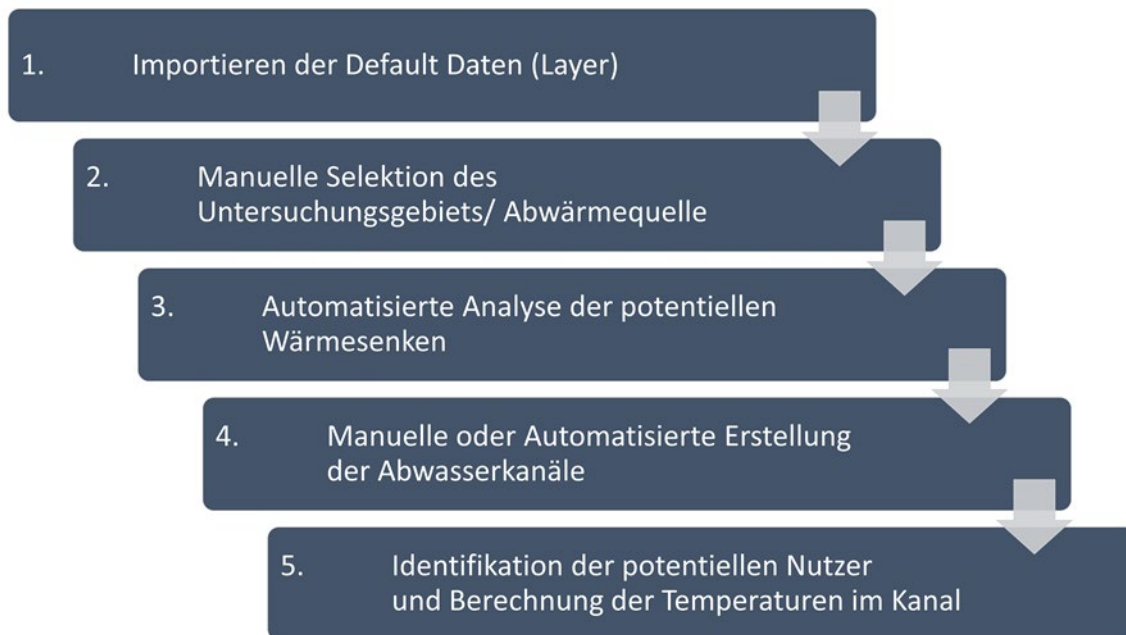 1. Importieren der Default Daten (Layer)
2. Manuelle Selektion des
Untersuchungsgebiets/ Abwärmequelle
3. Automatisierte Analyse der potentiellen
Wärmesenken
4. Manuelle oder Automatisierte Erstellung
der Abwasserkanäle
5. Identifikation der potentiellen Nutzer
und Berechnung der Temperaturen im Kanal